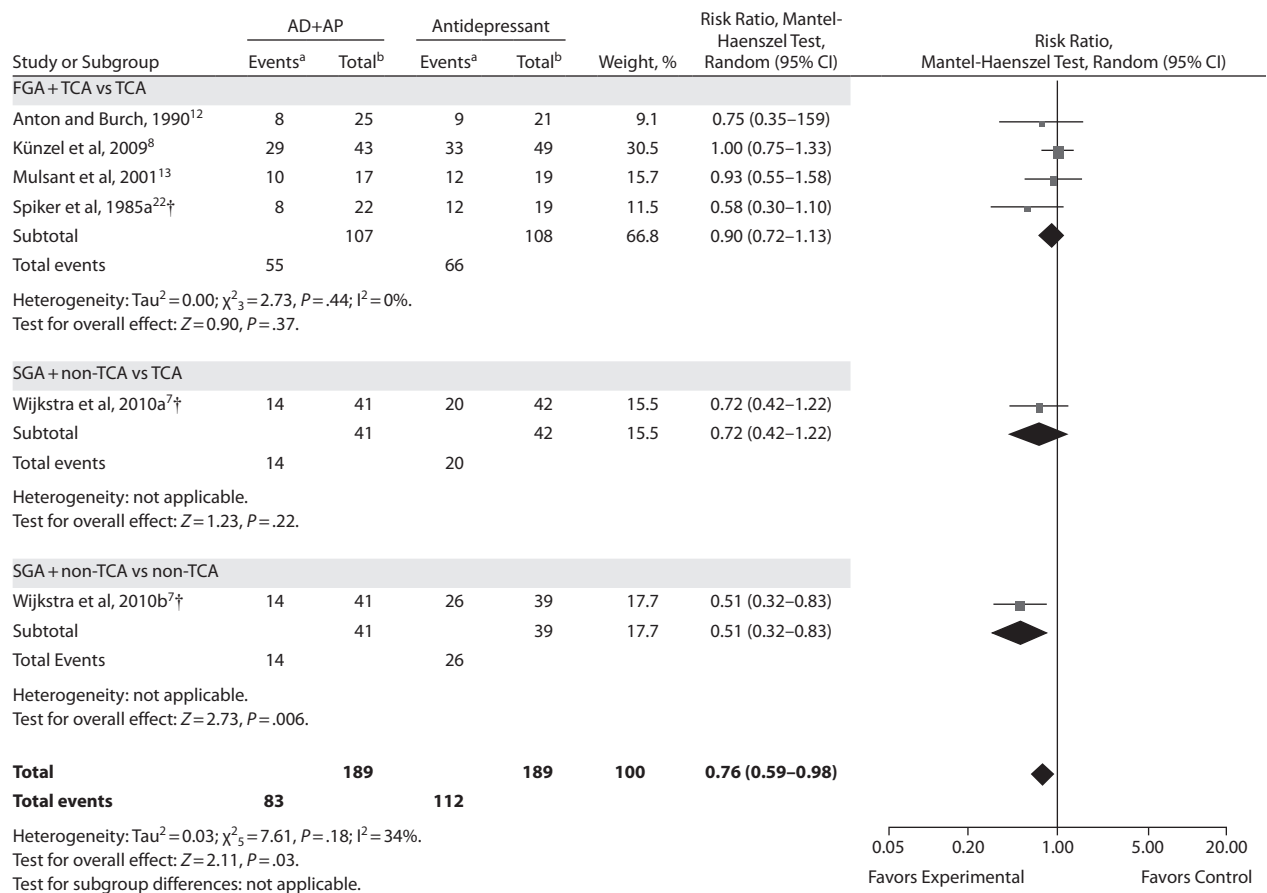 AD+AP Antidepressant Risk Ratio, Mantel-
Haenszel Test, Risk Ratio,
Study or Subgroup Eventsᵃ Totalᵇ Eventsᵃ Totalᵇ Weight, % Random (95% CI) Mantel-Haenszel Test, Random (95% CI)
FGA + TCA vs TCA
Anton and Burch, 1990¹² 8 25 9 21 9.1 0.75 (0.35–159)
Künzel et al, 2009⁸ 29 43 33 49 30.5 1.00 (0.75–1.33)
Mulsant et al, 2001¹³ 10 17 12 19 15.7 0.93 (0.55–1.58)
Spiker et al, 1985a²²† 8 22 12 19 11.5 0.58 (0.30–1.10)
Subtotal 107 108 66.8 0.90 (0.72–1.13)
Total events 55 66
Heterogeneity: Tau² = 0.00; χ²₃ = 2.73, P = .44; I² = 0%.
Test for overall effect: Z = 0.90, P = .37.
SGA + non-TCA vs TCA
Wijkstra et al, 2010a⁷† 14 41 20 42 15.5 0.72 (0.42–1.22)
Subtotal 41 42 15.5 0.72 (0.42–1.22)
Total events 14 20
Heterogeneity: not applicable.
Test for overall effect: Z = 1.23, P = .22.
SGA + non-TCA vs non-TCA
Wijkstra et al, 2010b⁷† 14 41 26 39 17.7 0.51 (0.32–0.83)
Subtotal 41 39 17.7 0.51 (0.32–0.83)
Total Events 14 26
Heterogeneity: not applicable.
Test for overall effect: Z = 2.73, P = .006.
Total 189 189 100 0.76 (0.59–0.98)
Total events 83 112
Heterogeneity: Tau² = 0.03; χ²₅ = 7.61, P = .18; I² = 34%.
Test for overall effect: Z = 2.11, P = .03.
Test for subgroup differences: not applicable.
0.05 0.20 1.00 5.00 20.00
Favors Experimental Favors Control